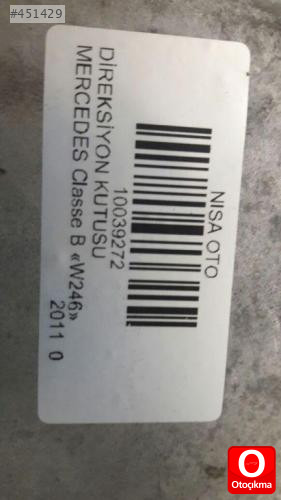 #451429
NISA OTO
10039272
DİREKSİYON KUTUSU
MERCEDES Classe B «W246»
2011 0
Otoçıkma